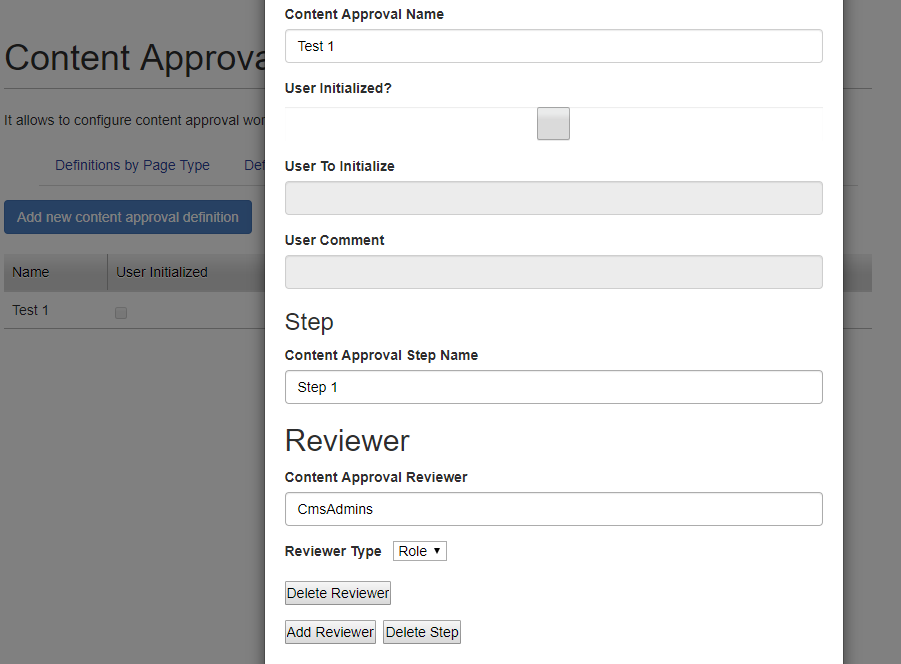 Content Approva
It allows to configure content approval wor
Definitions by Page Type Def
Add new content approval definition
Name User Initialized
Test 1
Content Approval Name
Test 1
User Initialized?
User To Initialize
User Comment
Step
Content Approval Step Name
Step 1
Reviewer
Content Approval Reviewer
CmsAdmins
Reviewer Type Role
Delete Reviewer
Add Reviewer Delete Step